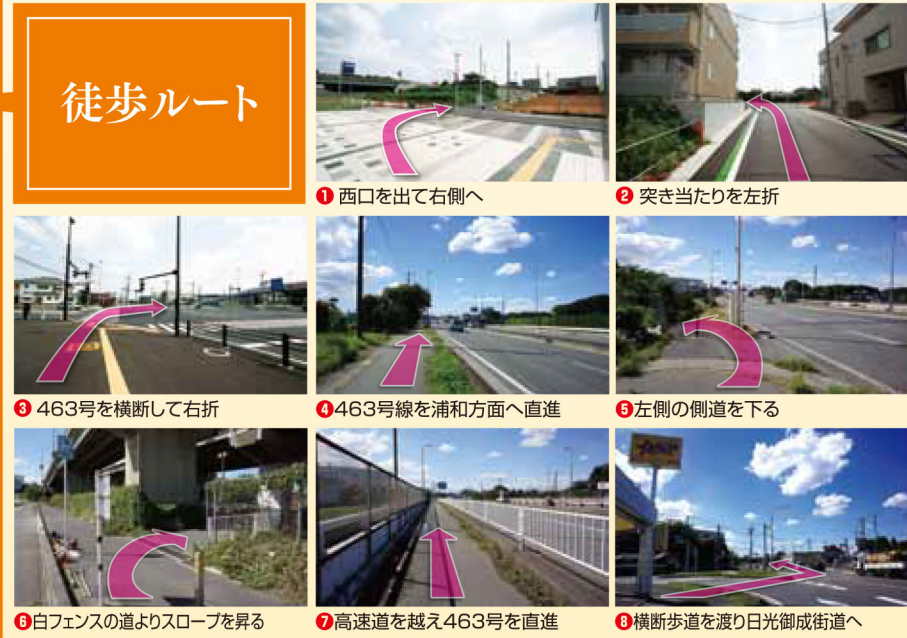 徒歩ルート
❶ 西口を出て右側へ
❷ 突き当たりを左折
❸ 463号を横断して右折
❹463号線を浦和方面へ直進
❺左側の側道を下る
❻白フェンスの道よりスロープを昇る
❼高速道を越え463号を直進
❽横断歩道を渡り日光御成街道へ